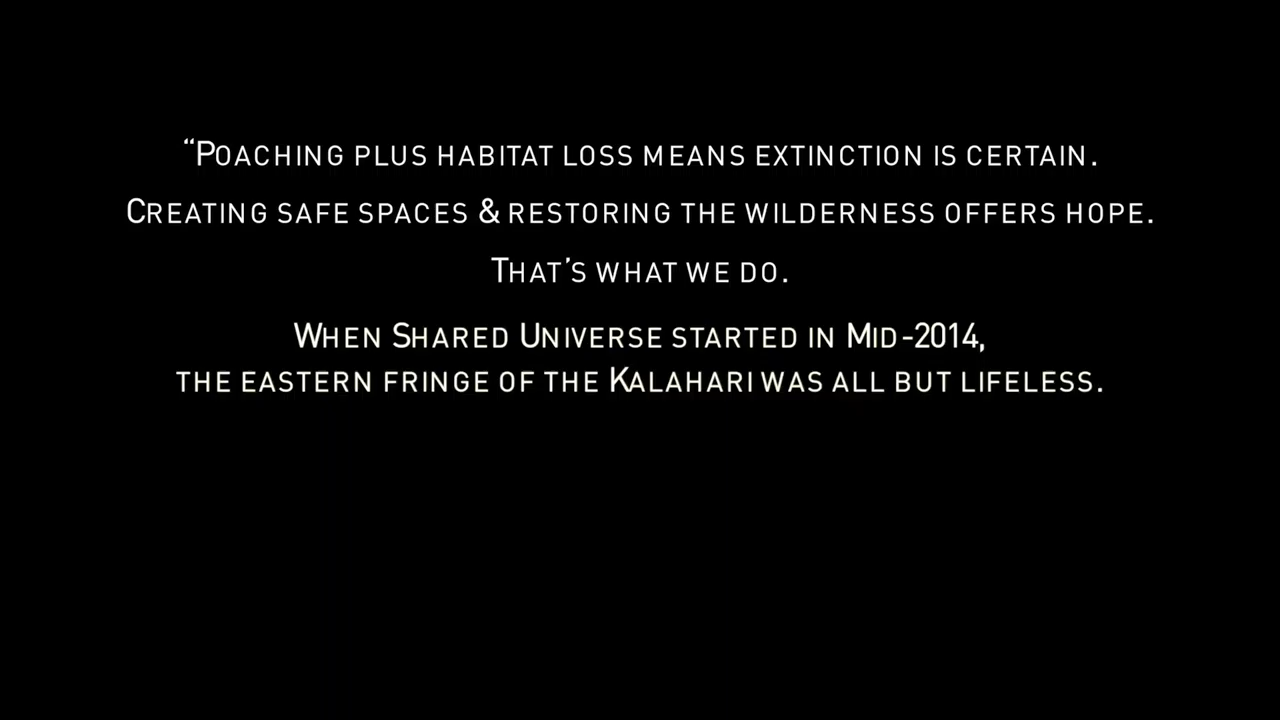 “Poaching plus habitat loss means extinction is certain.
Creating safe spaces & restoring the wilderness offers hope.
That’s what we do.
When Shared Universe started in Mid-2014,
the eastern fringe of the Kalahari was all but lifeless.